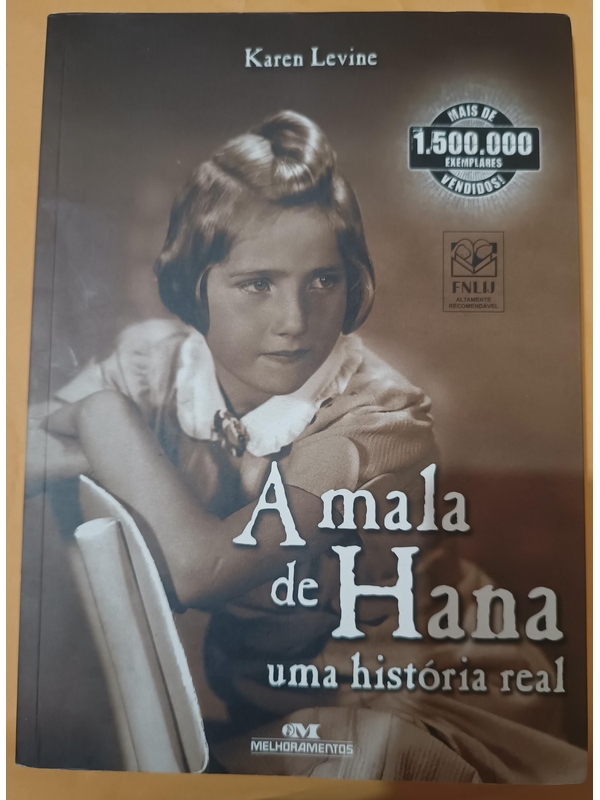 Karen Levine
MAIS DE
1.500.000
EXEMPLARES
VENDIDOS!
FNLIJ
ALTAMENTE
RECOMENDÁVEL
A mala
de Hana
uma história real
MELHORAMENTOS